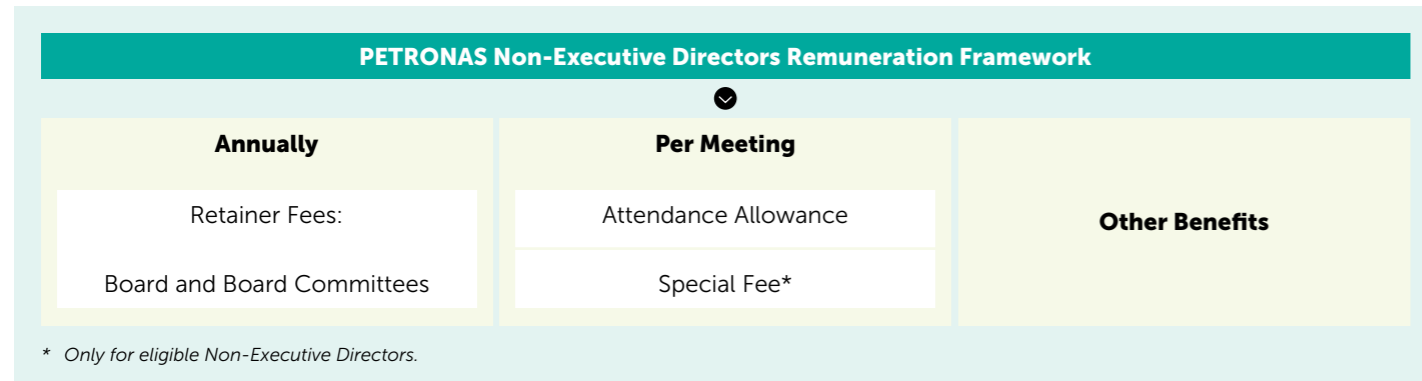 PETRONAS Non-Executive Directors Remuneration Framework
Annually
Retainer Fees:
Board and Board Committees
Per Meeting
Attendance Allowance
Special Fee*
Other Benefits
* Only for eligible Non-Executive Directors.